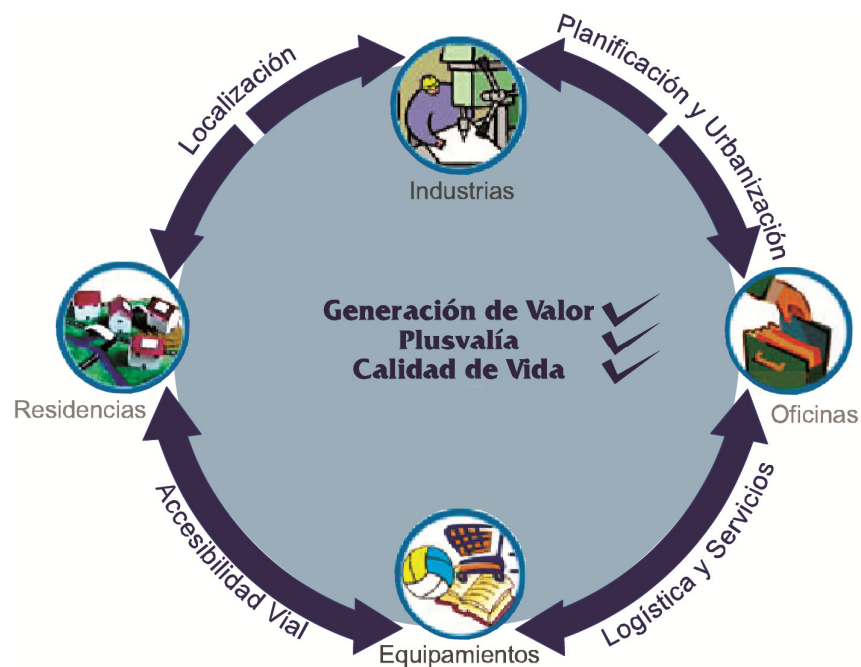 Localización
Planificación y Urbanización
Industrias
Generación de Valor
Plusvalía
Calidad de Vida
Residencias
Oficinas
Accesibilidad Vial
Logística y Servicios
Equipamientos